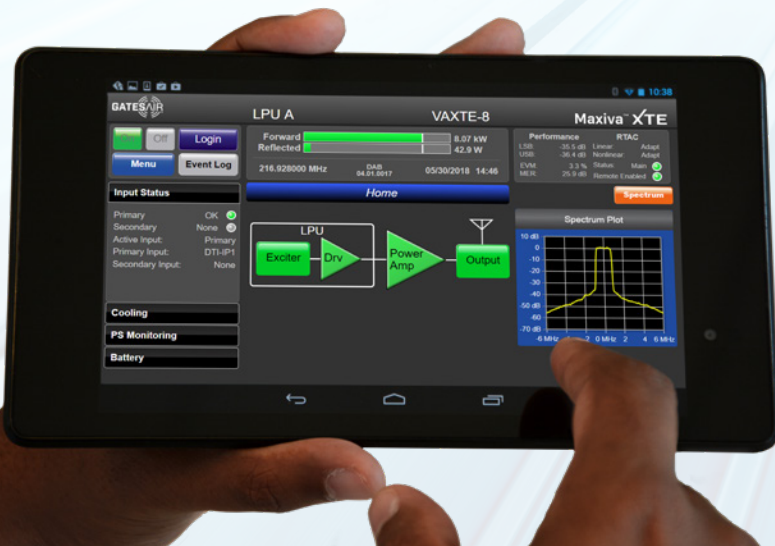 10:38
GATESAIR
LPU A
VAXTE-8
Maxiva™ XTE
Off
Login
Menu
Event Log
Forward
8.07 kW
Reflected
42.9 W
216.928000 MHz
DAB
04.01.0017
05/30/2018 14:46
Performance
RTAC
LSB: -35.5 dB Linear: Adapt
USB: -36.4 dB Nonlinear: Adapt
EVM: 3.3 % Status: Main
MER: 25.9 dB Remote Enabled
Input Status
Home
Spectrum
Primary OK
Secondary None
Active Input: Primary
Primary Input: DTI-IP1
Secondary Input: None
LPU
Exciter
Drv
Power
Amp
Output
Spectrum Plot
10 dB
0
-10
-20
-30
-40
-50
-60
-70 dB
-6 MHz
2 0 MHz 2 4 6 MHz
Cooling
PS Monitoring
Battery